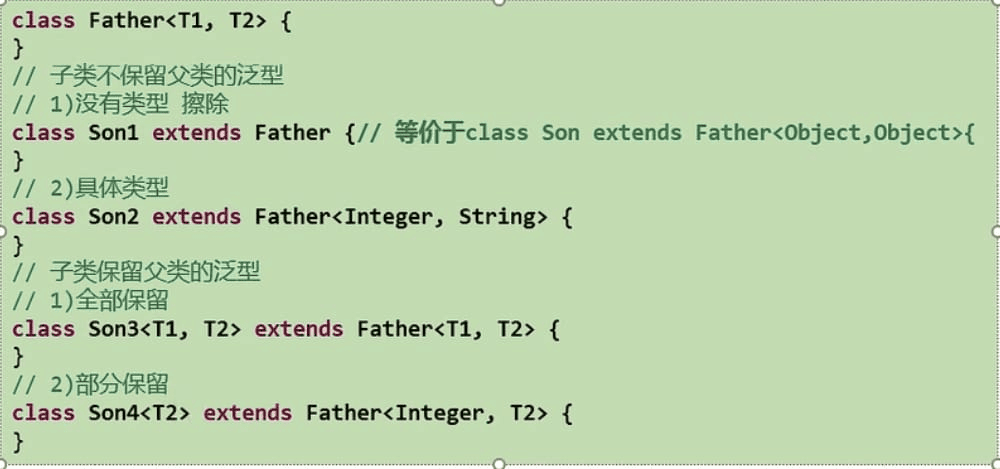 class Father<T1, T2> {
}
// 子类不保留父类的泛型
// 1)没有类型 擦除
class Son1 extends Father {// 等价于class Son extends Father<Object,Object>{
}
// 2)具体类型
class Son2 extends Father<Integer, String> {
}
// 子类保留父类的泛型
// 1)全部保留
class Son3<T1, T2> extends Father<T1, T2> {
}
// 2)部分保留
class Son4<T2> extends Father<Integer, T2> {
}